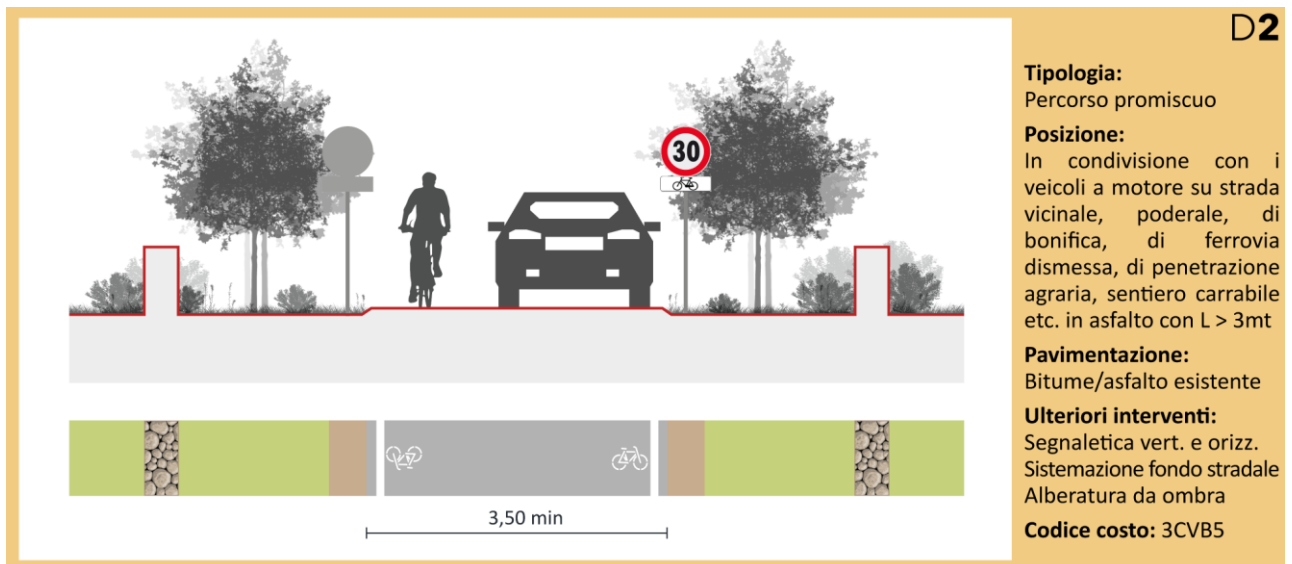 D2
Tipologia:
Percorso promiscuo
Posizione:
In condivisione con i
veicoli a motore su strada
vicinale, poderale, di
bonifica, di ferrovia
dismessa, di penetrazione
agraria, sentiero carrabile
etc. in asfalto con L > 3mt
Pavimentazione:
Bitume/asfalto esistente
Ulteriori interventi:
Segnaletica vert. e orizz.
Sistemazione fondo stradale
Alberatura da ombra
Codice costo: 3CVB5
30
3,50 min